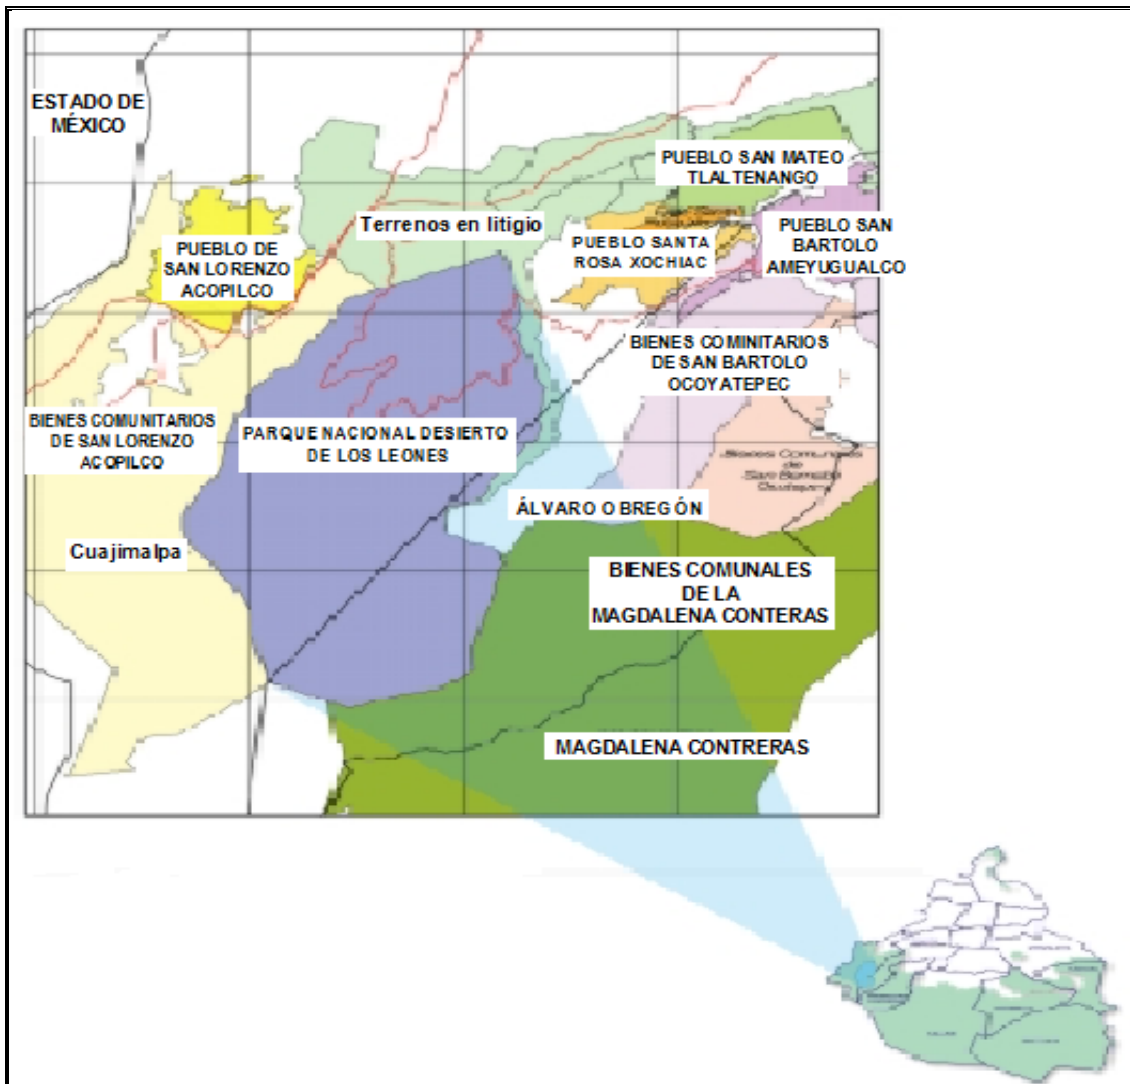 ESTADO DE
MÉXICO
PUEBLO SAN MATEO
TLALTENANGO
Terrenos en litigio
PUEBLO DE
SAN LORENZO
ACOPILCO
PUEBLO SANTA
ROSA XOCHIAC
PUEBLO SAN
BARTOLO
AMEYUGUALCO
BIENES COMINITARIOS
DE SAN BARTOLO
OCOYATEPEC
BIENES COMUNITARIOS
DE SAN LORENZO
ACOPILCO
PARQUE NACIONAL DESIERTO
DE LOS LEONES
Bienes Comunales
de
San Bernabé
ÁLVARO OBREGÓN
Cuajimalpa
BIENES COMUNALES
DE LA
MAGDALENA CONTERAS
MAGDALENA CONTRERAS